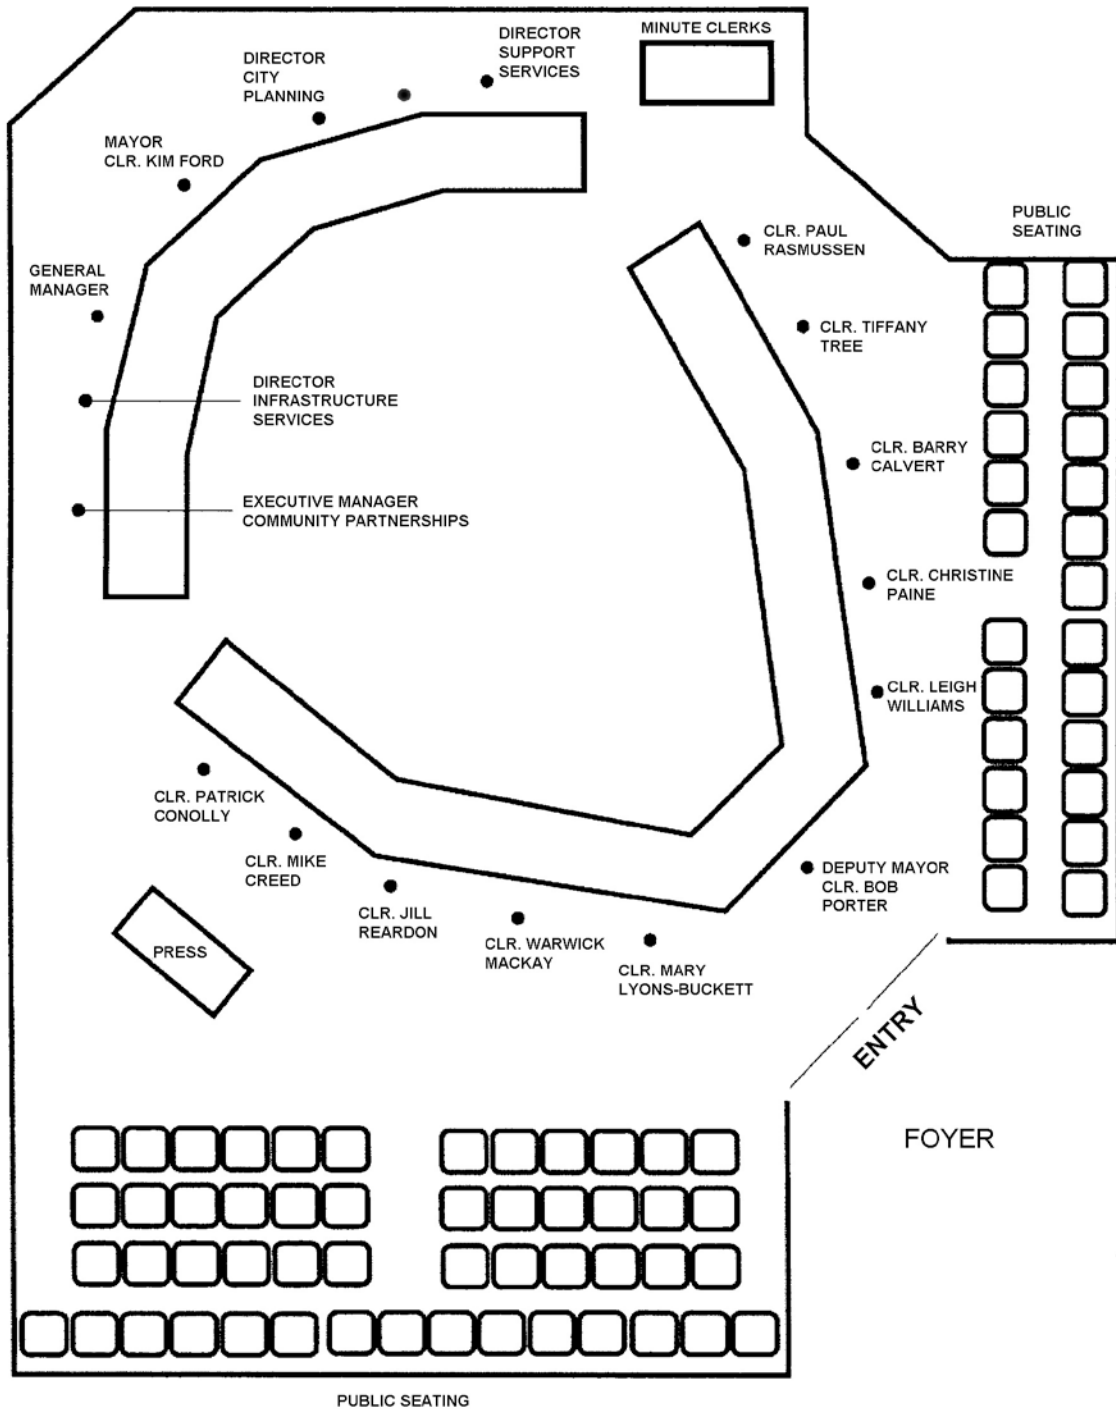 MINUTE CLERKS
DIRECTOR
SUPPORT
SERVICES
DIRECTOR
CITY
PLANNING
MAYOR
CLR. KIM FORD
GENERAL
MANAGER
DIRECTOR
INFRASTRUCTURE
SERVICES
EXECUTIVE MANAGER
COMMUNITY PARTNERSHIPS
CLR. PAUL
RASMUSSEN
PUBLIC
SEATING
CLR. TIFFANY
TREE
CLR. BARRY
CALVERT
CLR. CHRISTINE
PAINE
CLR. LEIGH
WILLIAMS
DEPUTY MAYOR
CLR. BOB
PORTER
CLR. PATRICK
CONOLLY
CLR. MIKE
CREED
CLR. JILL
REARDON
CLR. WARWICK
MACKAY
CLR. MARY
LYONS-BUCKETT
PRESS
ENTRY
FOYER
PUBLIC SEATING